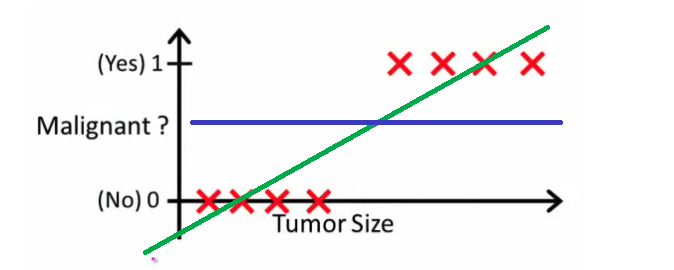 (Yes) 1
Malignant ?
(No) 0
Tumor Size